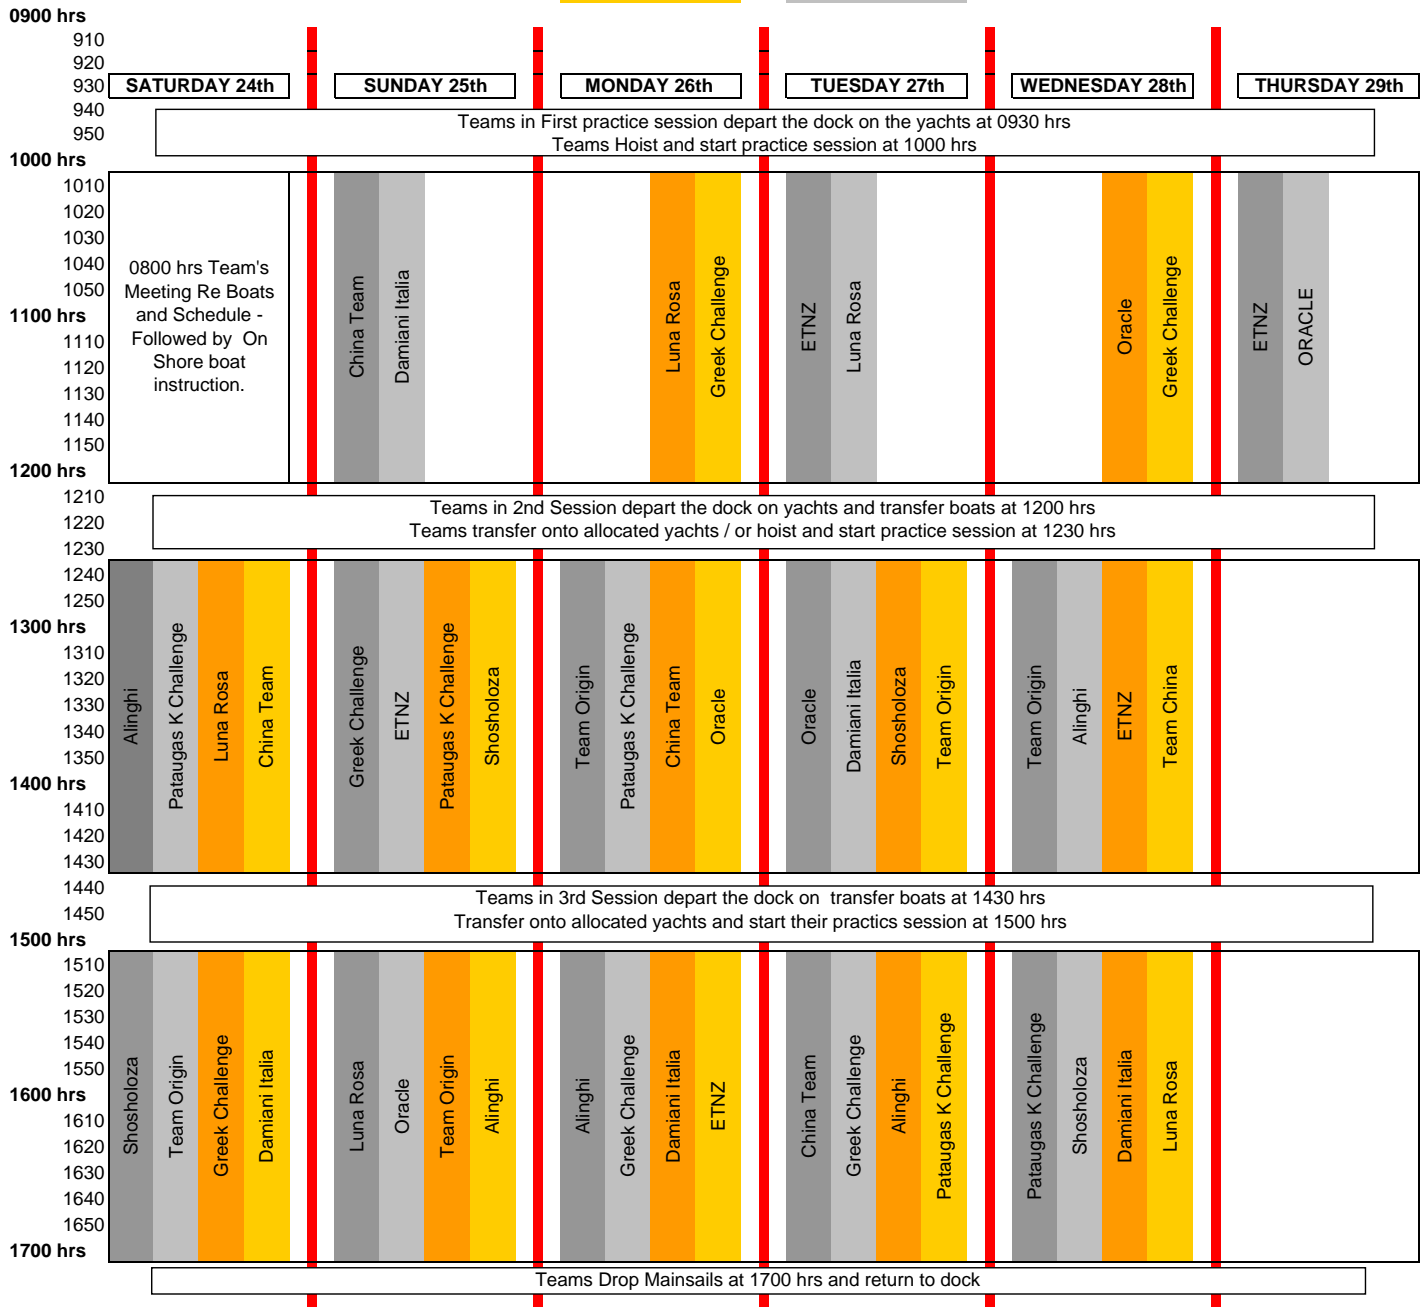 0900 hrs
910
920
930
SATURDAY 24th
SUNDAY 25th
MONDAY 26th
TUESDAY 27th
WEDNESDAY 28th
THURSDAY 29th
940
950
Teams in First practice session depart the dock on the yachts at 0930 hrs
Teams Hoist and start practice session at 1000 hrs
1000 hrs
1010
1020
1030
1040
1050
1100 hrs
1110
1120
1130
1140
1150
1200 hrs
0800 hrs Team's
Meeting Re Boats
and Schedule -
Followed by On
Shore boat
instruction.
China Team
Damiani Italia
Luna Rosa
Greek Challenge
ETNZ
Luna Rosa
Oracle
Greek Challenge
ETNZ
ORACLE
1210
1220
1230
Teams in 2nd Session depart the dock on yachts and transfer boats at 1200 hrs
Teams transfer onto allocated yachts / or hoist and start practice session at 1230 hrs
1240
1250
1300 hrs
1310
1320
1330
1340
1350
1400 hrs
1410
1420
1430
Alinghi
Pataugas K Challenge
Luna Rosa
China Team
Greek Challenge
ETNZ
Pataugas K Challenge
Shosholoza
Team Origin
Pataugas K Challenge
China Team
Oracle
Oracle
Damiani Italia
Shosholoza
Team Origin
Team Origin
Alinghi
ETNZ
Team China
1440
1450
1500 hrs
Teams in 3rd Session depart the dock on transfer boats at 1430 hrs
Transfer onto allocated yachts and start their practics session at 1500 hrs
1510
1520
1530
1540
1550
1600 hrs
1610
1620
1630
1640
1650
1700 hrs
Shosholoza
Team Origin
Greek Challenge
Damiani Italia
Luna Rosa
Oracle
Team Origin
Alinghi
Alinghi
Greek Challenge
Damiani Italia
ETNZ
China Team
Greek Challenge
Alinghi
Pataugas K Challenge
Pataugas K Challenge
Shosholoza
Damiani Italia
Luna Rosa
Teams Drop Mainsails at 1700 hrs and return to dock